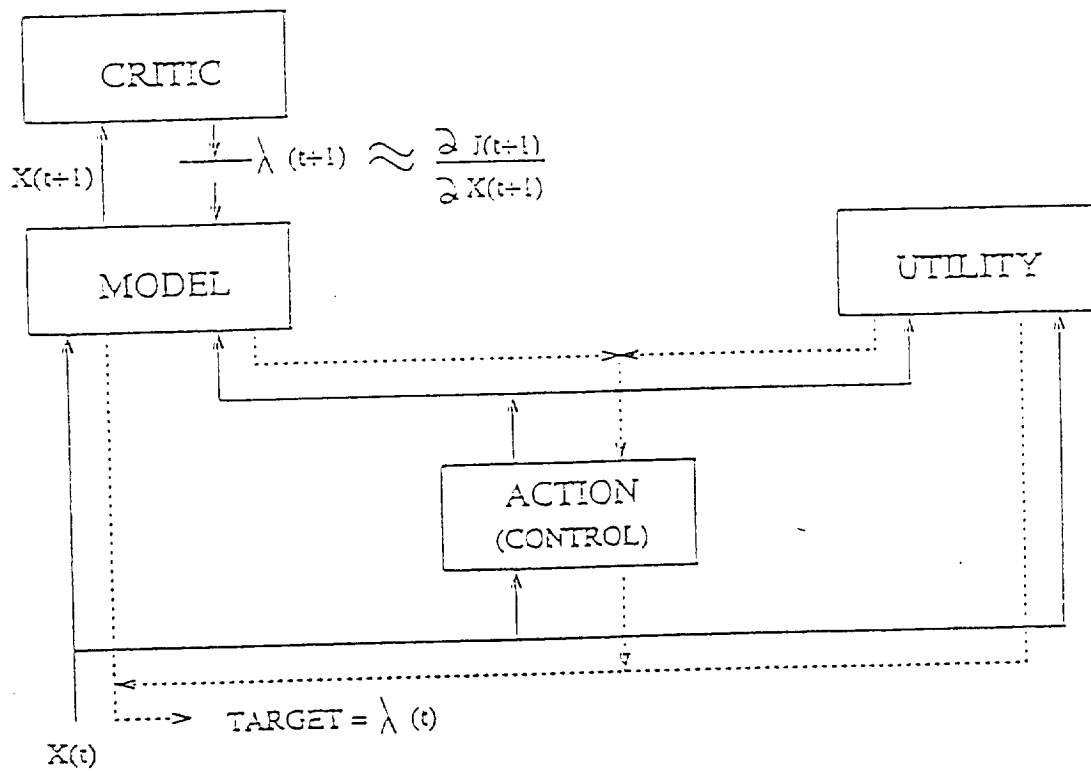 CRITIC
X(t+1)
λ (t+1) ≈ ∂ J(t+1) / ∂ X(t+1)
MODEL
UTILITY
ACTION
(CONTROL)
TARGET = λ (t)
X(t)